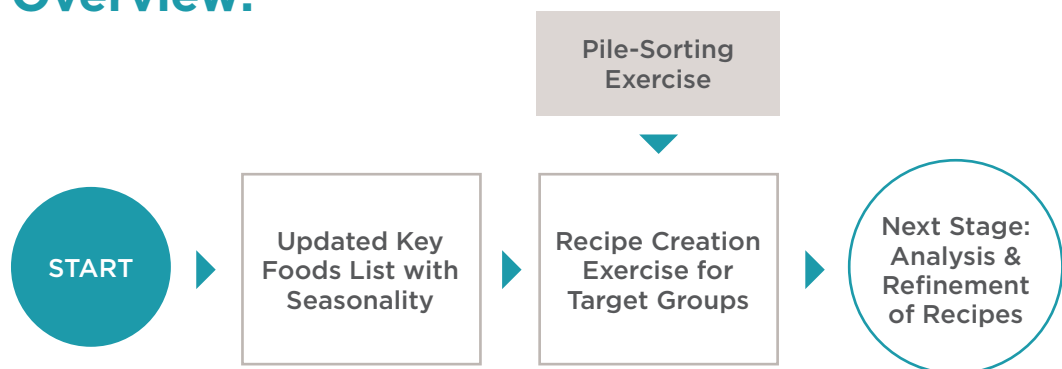 Overview:
Pile-Sorting
Exercise
START
Updated Key
Foods List with
Seasonality
Recipe Creation
Exercise for
Target Groups
Next Stage:
Analysis &
Refinement
of Recipes